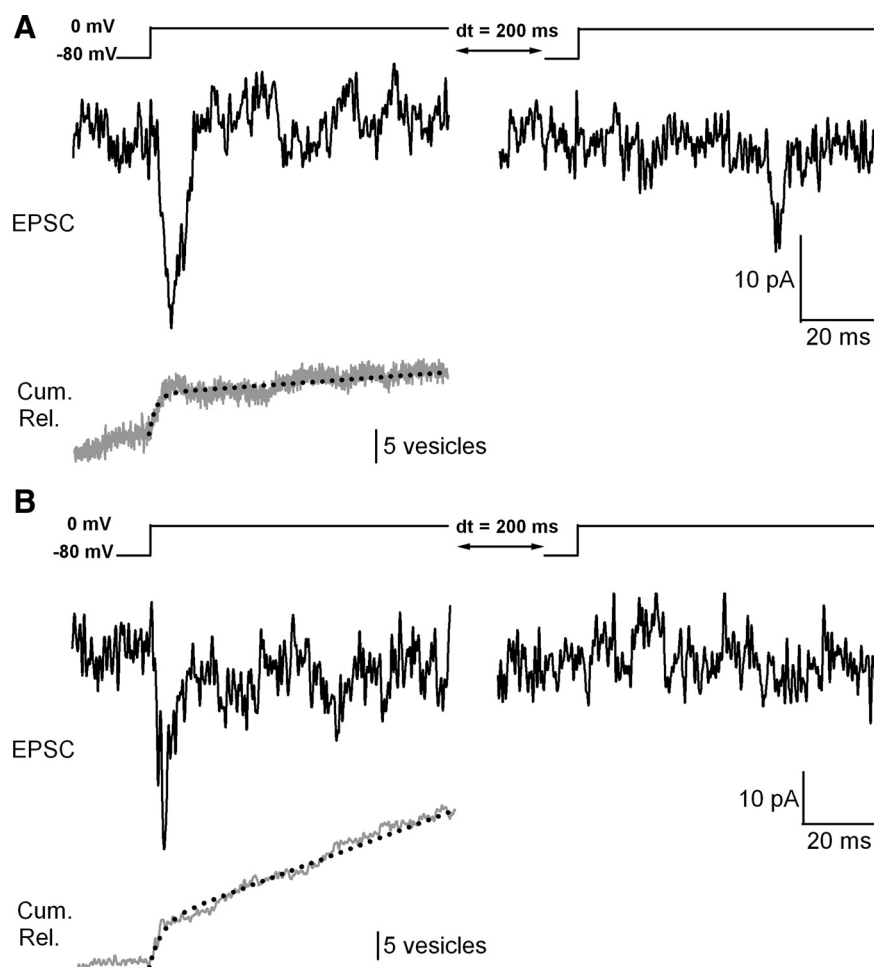 A
0 mV
-80 mV
dt = 200 ms
EPSC
10 pA
20 ms
Cum.
Rel.
5 vesicles
B
0 mV
-80 mV
dt = 200 ms
EPSC
10 pA
20 ms
Cum.
Rel.
5 vesicles